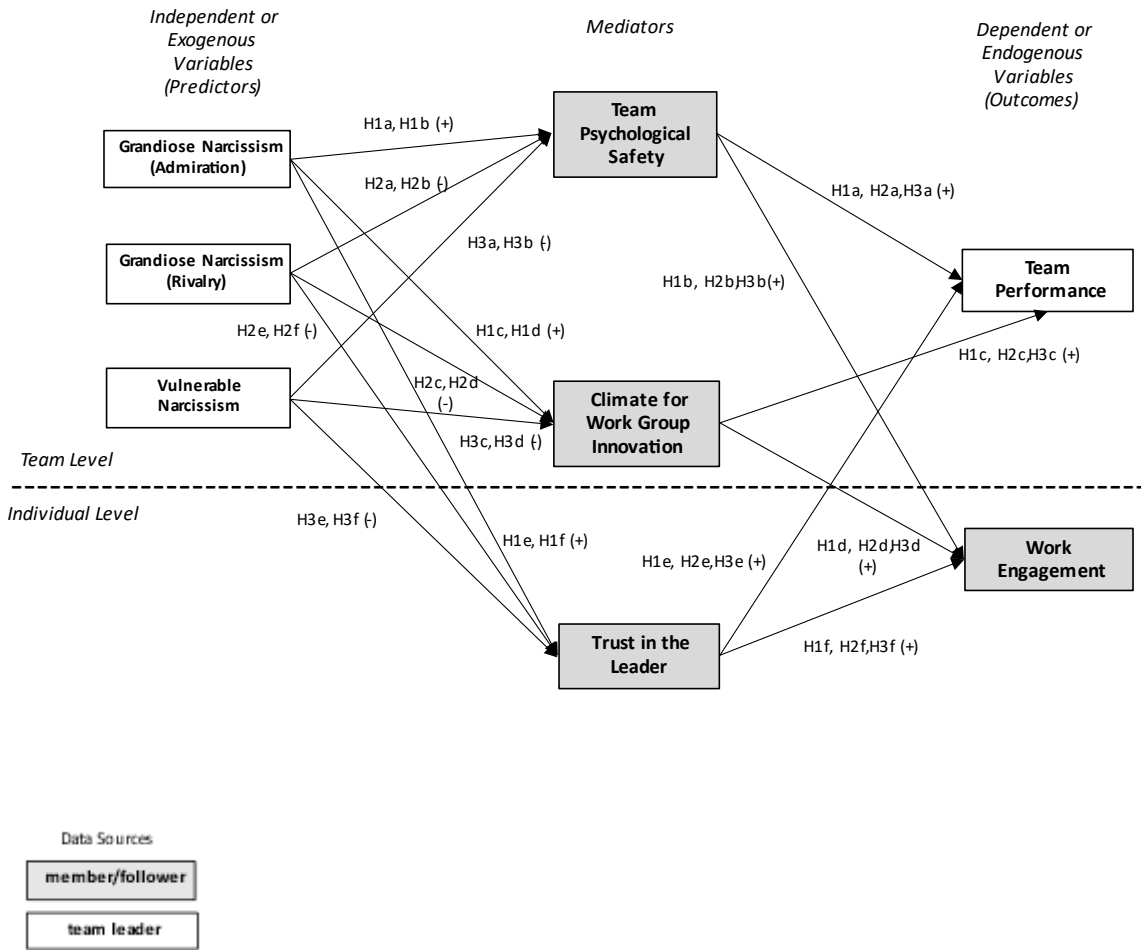 Independent or
Exogenous
Variables
(Predictors)
Mediators
Dependent or
Endogenous
Variables
(Outcomes)
Grandiose Narcissism
(Admiration)
H1a, H1b (+)
Team
Psychological
Safety
H2a, H2b (-)
H1a, H2a,H3a (+)
H3a, H3b (-)
Grandiose Narcissism
(Rivalry)
H1b, H2b,H3b(+)
Team
Performance
H2e, H2f (-)
H1c, H1d (+)
H1c, H2c,H3c (+)
Vulnerable
Narcissism
H2c, H2d
(-)
Climate for
Work Group
Innovation
H3c, H3d (-)
Team Level
Individual Level
H3e, H3f (-)
H1e, H1f (+)
H1e, H2e,H3e (+)
H1d, H2d,H3d
(+)
Work
Engagement
Trust in the
Leader
H1f, H2f,H3f (+)
Data Sources
member/follower
team leader